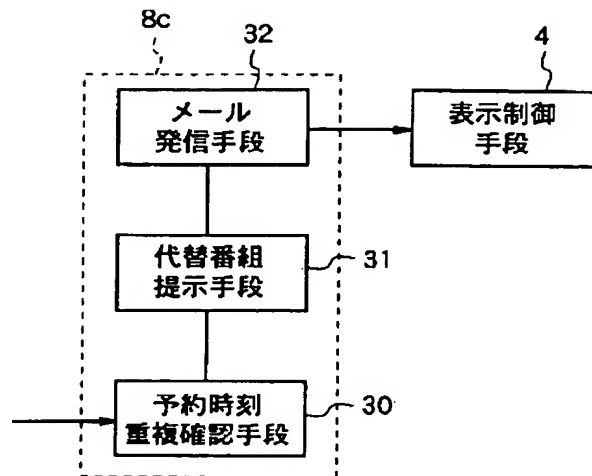 8c
32
4
メール
発信手段
表示制御
手段
代替番組
提示手段
31
予約時刻
重複確認手段
30